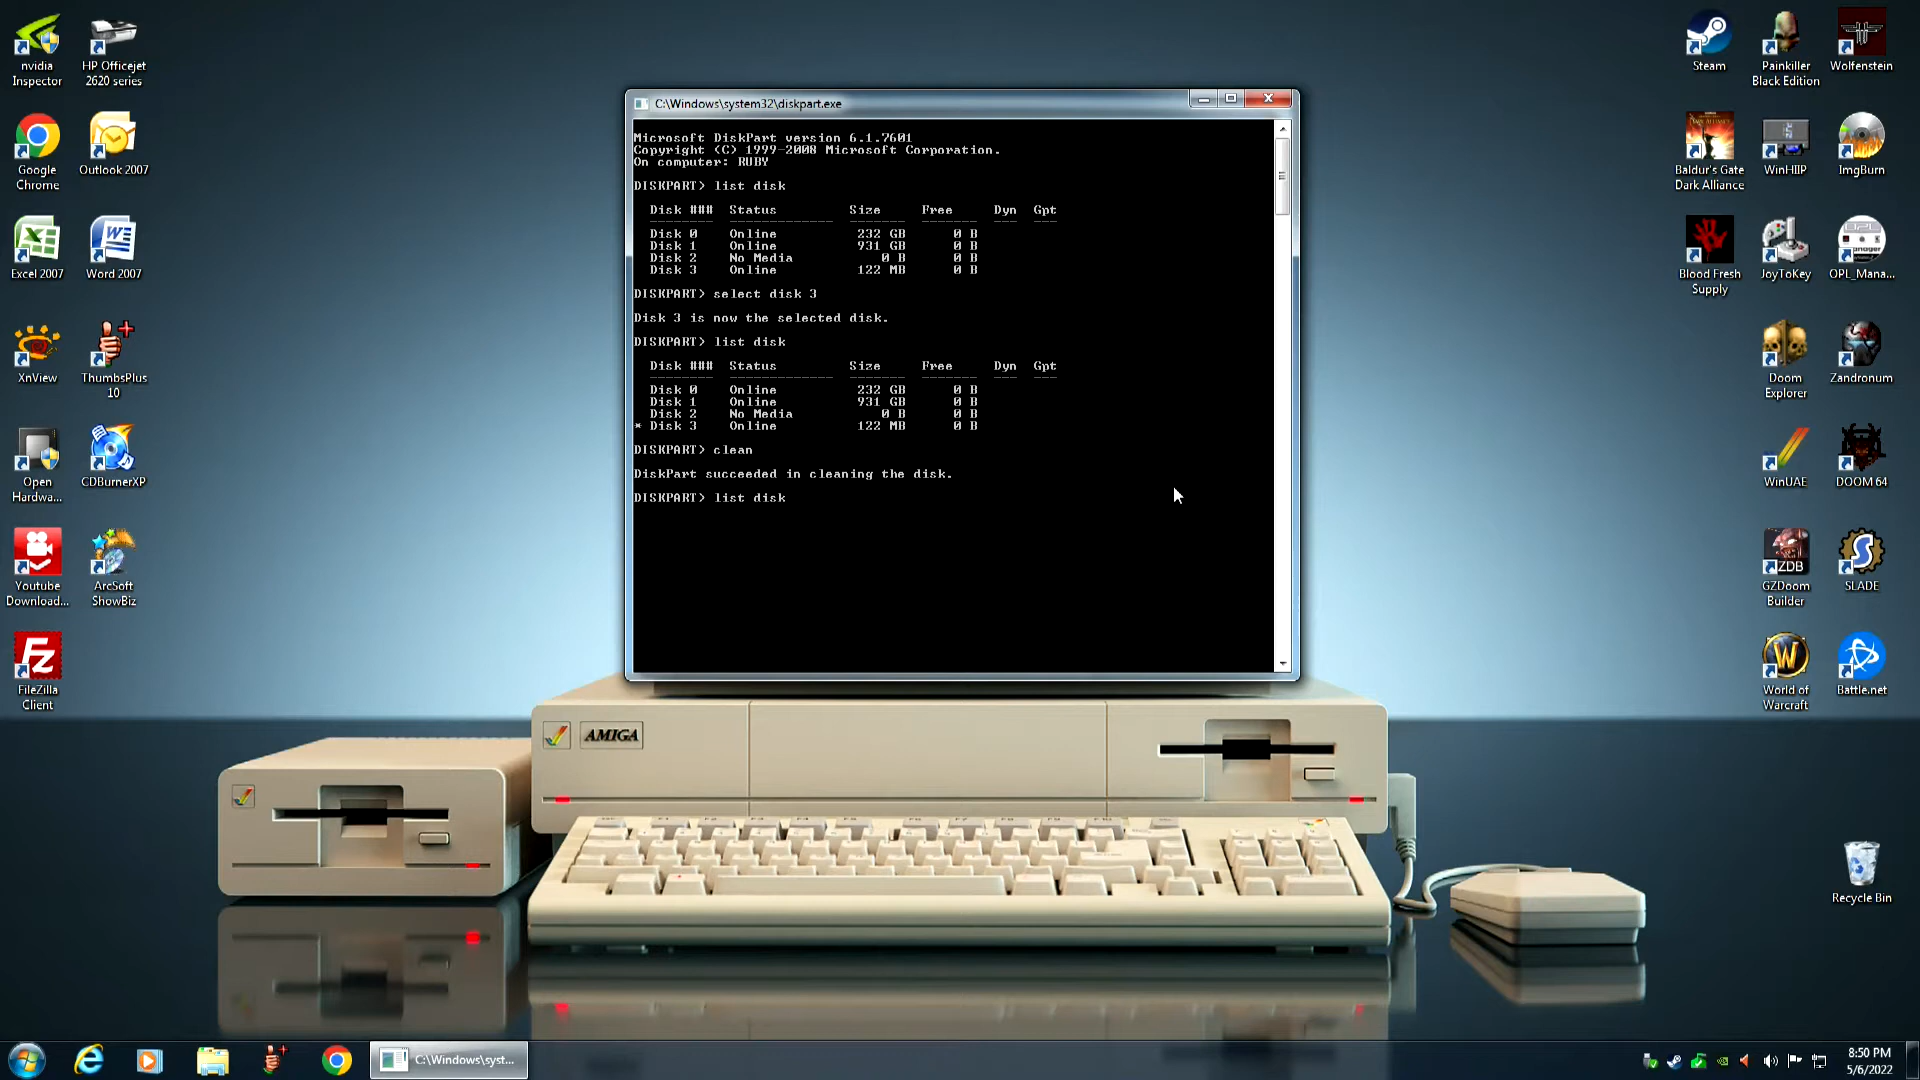 nvidia
Inspector
HP Officejet
2620 series
Google
Chrome
Outlook 2007
Excel 2007
Word 2007
XnView
ThumbsPlus
10
Open
Hardwa...
CDBurnerXP
Youtube
Download...
ArcSoft
ShowBiz
FileZilla
Client
C:\Windows\system32\diskpart.exe
Microsoft DiskPart version 6.1.7601
Copyright (C) 1999-2008 Microsoft Corporation.
On computer: RUBY
DISKPART> list disk
Disk ### Status Size Free Dyn Gpt
-------- ------------- ------- ------- --- ---
Disk 0 Online 232 GB 0 B
Disk 1 Online 931 GB 0 B
Disk 2 No Media 0 B 0 B
Disk 3 Online 122 MB 0 B
DISKPART> select disk 3
Disk 3 is now the selected disk.
DISKPART> list disk
Disk ### Status Size Free Dyn Gpt
-------- ------------- ------- ------- --- ---
Disk 0 Online 232 GB 0 B
Disk 1 Online 931 GB 0 B
Disk 2 No Media 0 B 0 B
* Disk 3 Online 122 MB 0 B
DISKPART> clean
DiskPart succeeded in cleaning the disk.
DISKPART> list disk
Steam
Painkiller
Black Edition
Wolfenstein
Baldur's Gate
Dark Alliance
WinHIIP
ImgBurn
Blood Fresh
Supply
JoyToKey
OPL_Mana...
Doom
Explorer
Zandronum
WinUAE
DOOM 64
ZDB
GZDoom
Builder
SLADE
World of
Warcraft
Battle.net
Recycle Bin
AMIGA
C:\Windows\syst...
8:50 PM
5/6/2022